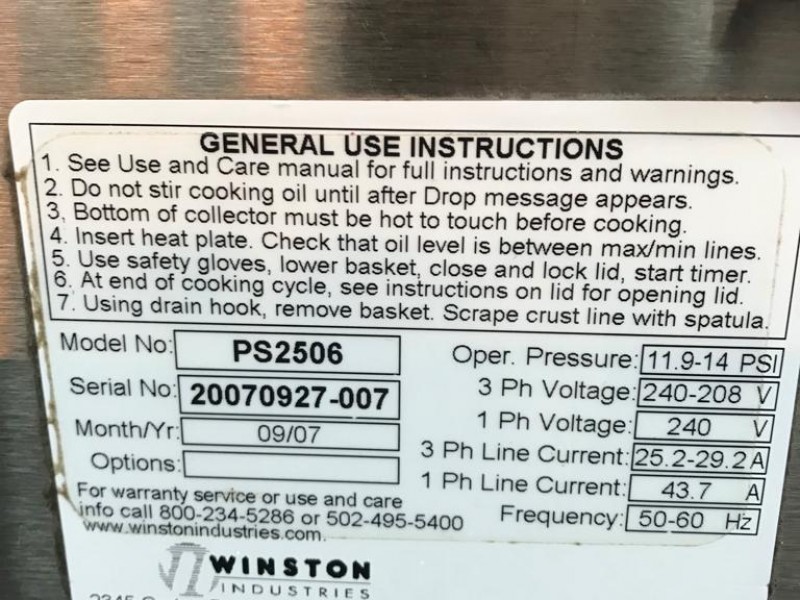 GENERAL USE INSTRUCTIONS
1. See Use and Care manual for full instructions and warnings.
2. Do not stir cooking oil until after Drop message appears.
3. Bottom of collector must be hot to touch before cooking.
4. Insert heat plate. Check that oil level is between max/min lines.
5. Use safety gloves, lower basket, close and lock lid, start timer.
6. At end of cooking cycle, see instructions on lid for opening lid.
7. Using drain hook, remove basket. Scrape crust line with spatula.
Model No: PS2506
Serial No: 20070927-007
Month/Yr: 09/07
Options:
Oper. Pressure: 11.9-14 PSI
3 Ph Voltage: 240-208 V
1 Ph Voltage: 240 V
3 Ph Line Current: 25.2-29.2 A
1 Ph Line Current: 43.7 A
Frequency: 50-60 Hz
For warranty service or use and care
info call 800-234-5286 or 502-495-5400
www.winstonindustries.com.
WINSTON
INDUSTRIES